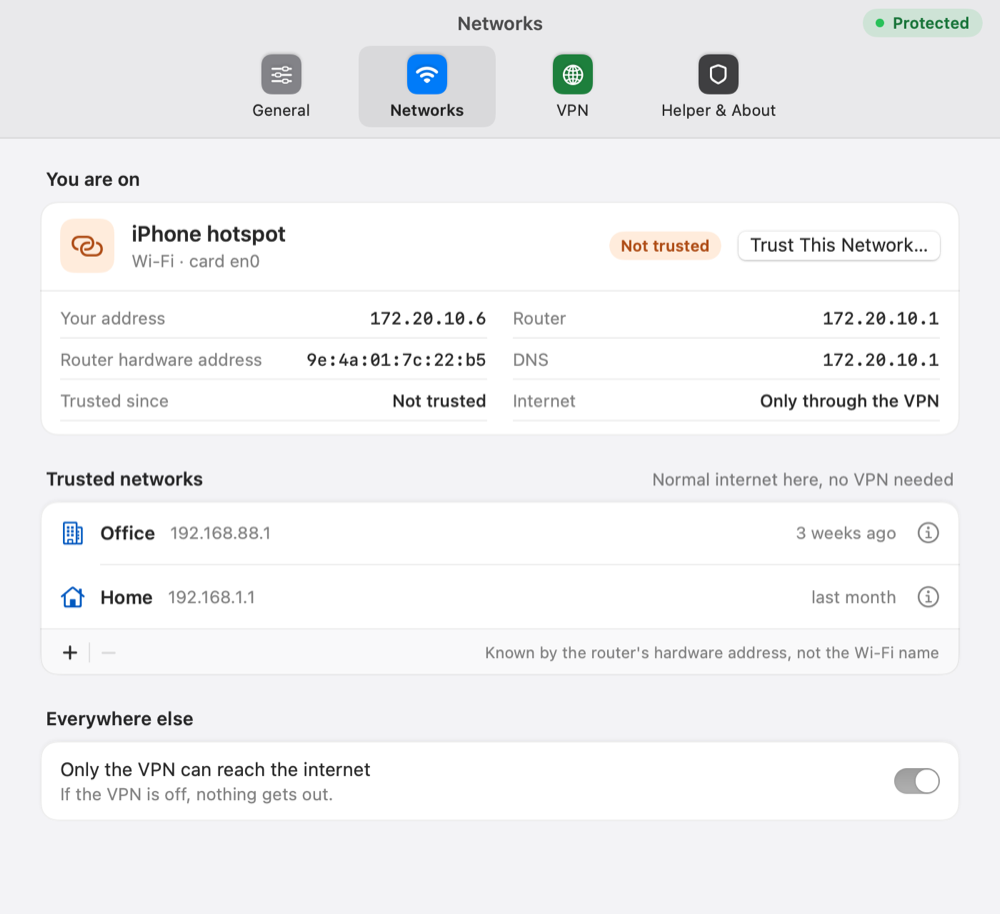 Networks
Protected
General
Networks
VPN
Helper & About
You are on
iPhone hotspot
Wi-Fi · card en0
Not trusted
Trust This Network...
Your address 172.20.10.6
Router 172.20.10.1
Router hardware address 9e:4a:01:7c:22:b5
DNS 172.20.10.1
Trusted since Not trusted
Internet Only through the VPN
Trusted networks
Normal internet here, no VPN needed
Office 192.168.88.1 3 weeks ago
Home 192.168.1.1 last month
Known by the router's hardware address, not the Wi-Fi name
Everywhere else
Only the VPN can reach the internet
If the VPN is off, nothing gets out.